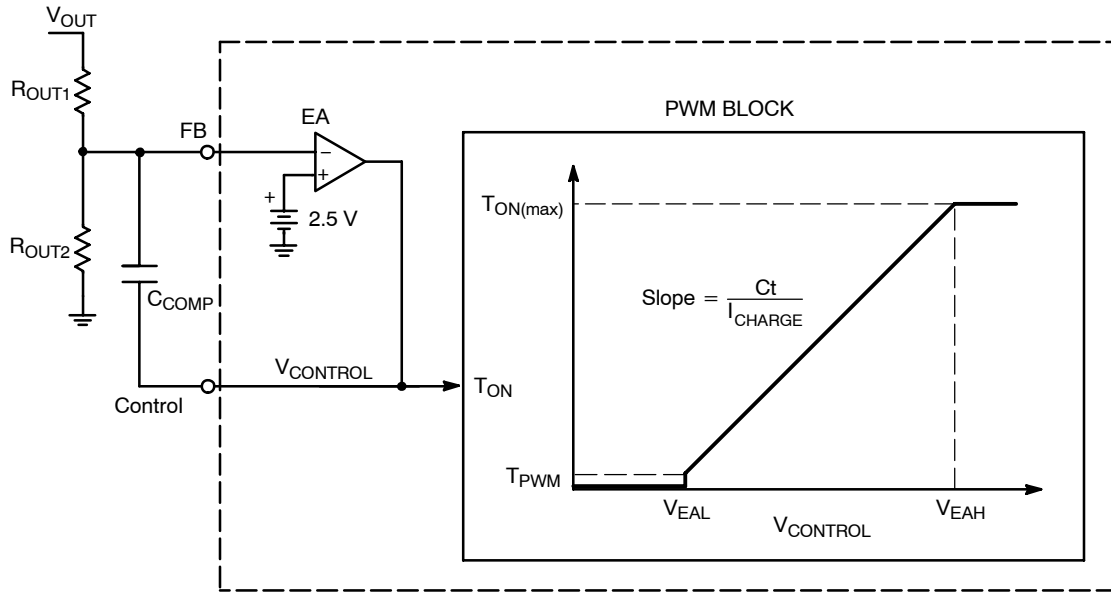 VOUT
ROUT1
FB
EA
−
+
+
2.5 V
ROUT2
CCOMP
Control
VCONTROL
PWM BLOCK
TON(max)
Slope = Ct
ICHARGE
TON
TPWM
VEAL
VCONTROL
VEAH